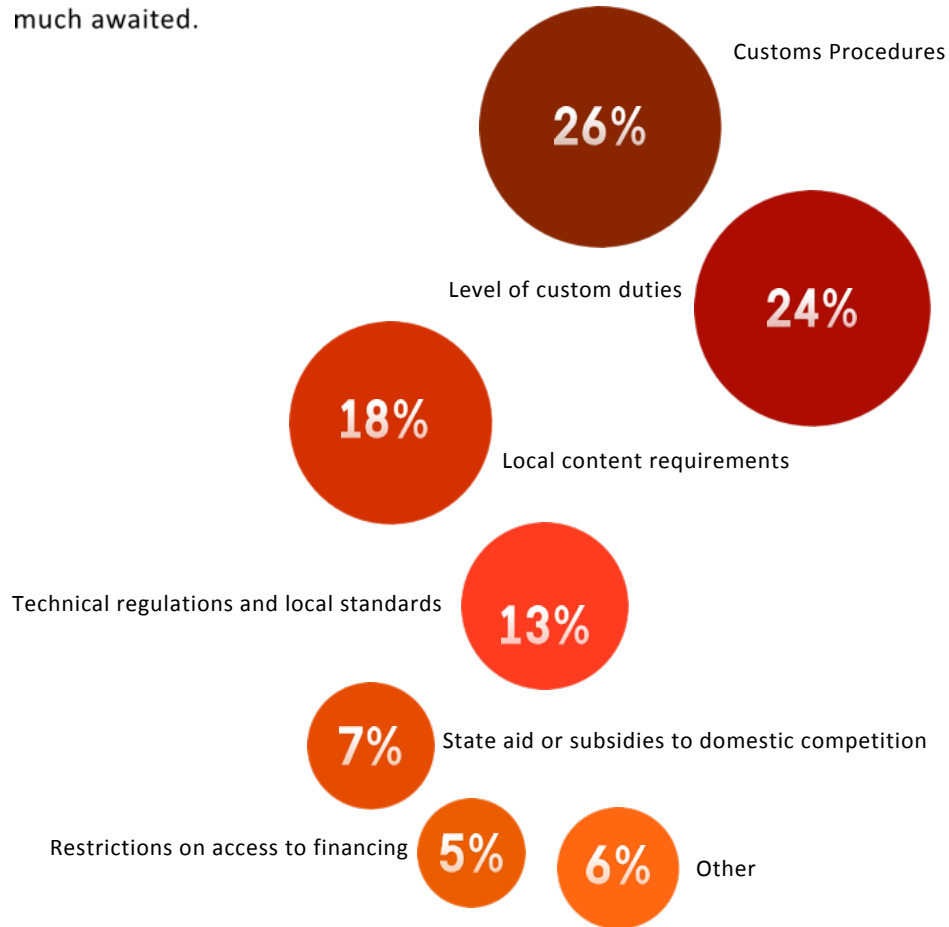 much awaited.
Customs Procedures
26%
Level of custom duties
24%
18%
Local content requirements
Technical regulations and local standards
13%
7%
State aid or subsidies to domestic competition
Restrictions on access to financing
5%
6%
Other